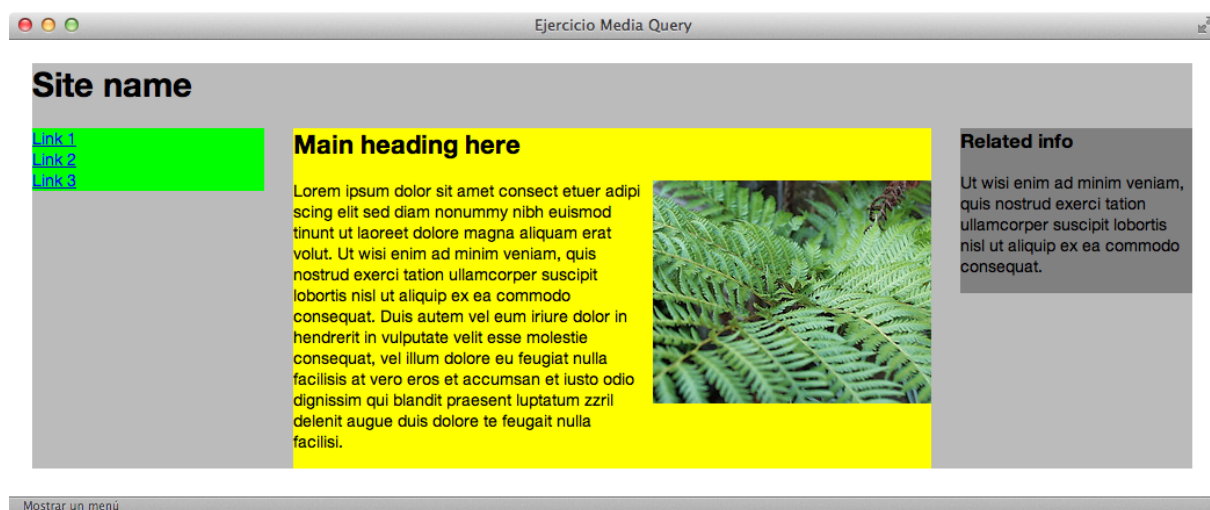 Ejercicio Media Query
Site name
Link 1
Link 2
Link 3
Main heading here
Lorem ipsum dolor sit amet consect etuer adipi
scing elit sed diam nonummy nibh euismod
tinunt ut laoreet dolore magna aliquam erat
volut. Ut wisi enim ad minim veniam, quis
nostrud exerci tation ullamcorper suscipit
lobortis nisl ut aliquip ex ea commodo
consequat. Duis autem vel eum iriure dolor in
hendrerit in vulputate velit esse molestie
consequat, vel illum dolore eu feugiat nulla
facilisis at vero eros et accumsan et iusto odio
dignissim qui blandit praesent luptatum zzril
delenit augue duis dolore te feugait nulla
facilisi.
Related info
Ut wisi enim ad minim veniam,
quis nostrud exerci tation
ullamcorper suscipit lobortis
nisl ut aliquip ex ea commodo
consequat.
Mostrar un menú